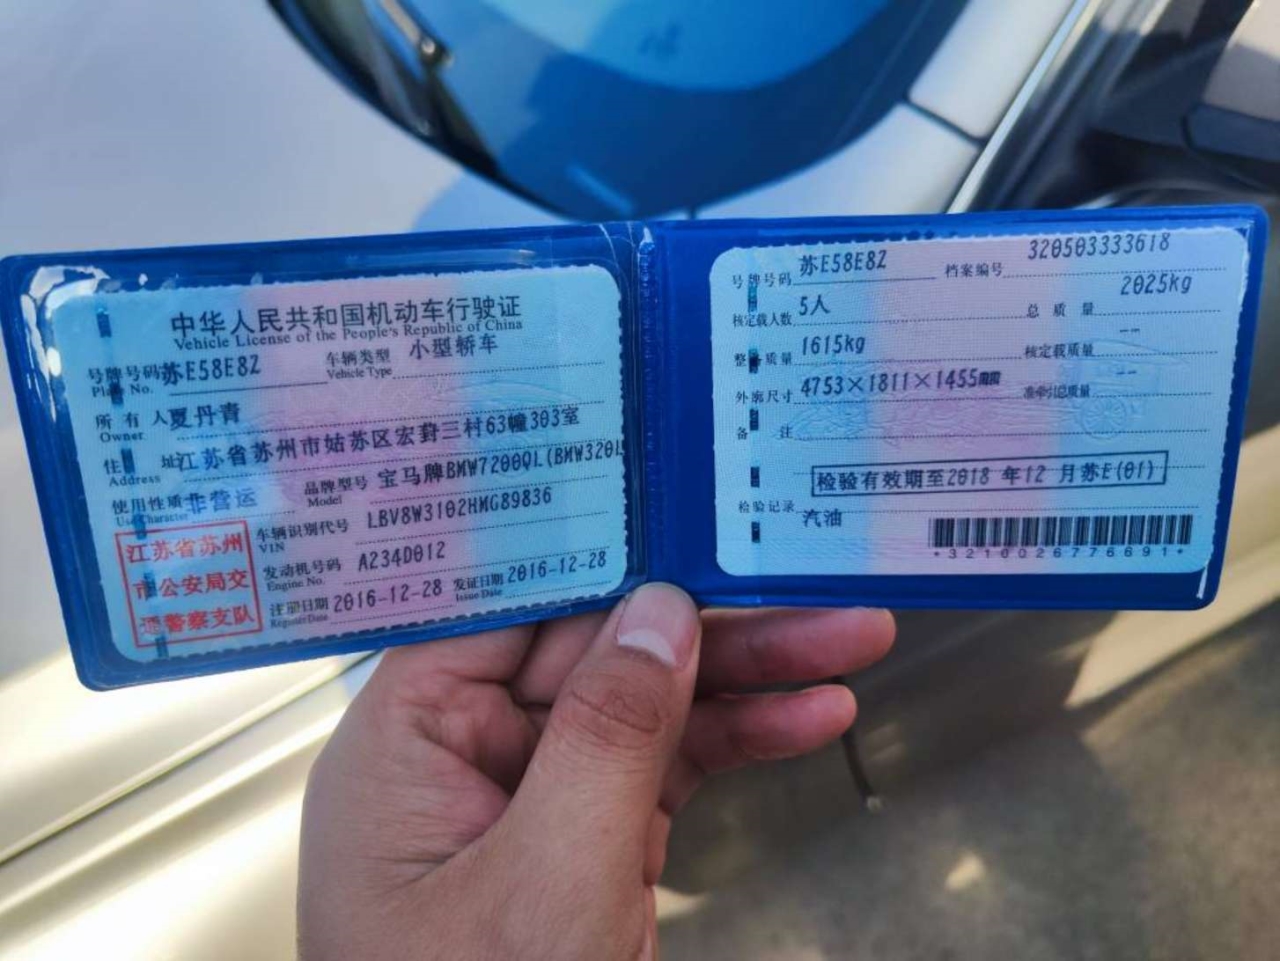 中华人民共和国机动车行驶证
Vehicle License of the People's Republic of China
号牌号码 苏E58E8Z 车辆类型 小型轿车
Plate No. Vehicle Type
所有人 夏丹青
Owner
住址 江苏省苏州市姑苏区宏葑三村63幢303室
Address
使用性质 非营运 品牌型号 宝马牌BMW7200QL(BMW320
Use Character Model
车辆识别代号 LBV8W3102HMG89836
VIN
发动机号码 A234D012
Engine No.
注册日期 2016-12-28 发证日期 2016-12-28
Register Date Issue Date
江苏省苏州
市公安局交
通警察支队
号牌号码 苏E58E8Z 档案编号 320503333618
核定载人数 5人 总质量 2025kg
整备质量 1615kg 核定载质量 --
外廓尺寸 4753×1811×1455mm 准牵引总质量 --
备注
检验有效期至2018 年12 月苏E(01)
检验记录
汽油
*3210026776691*